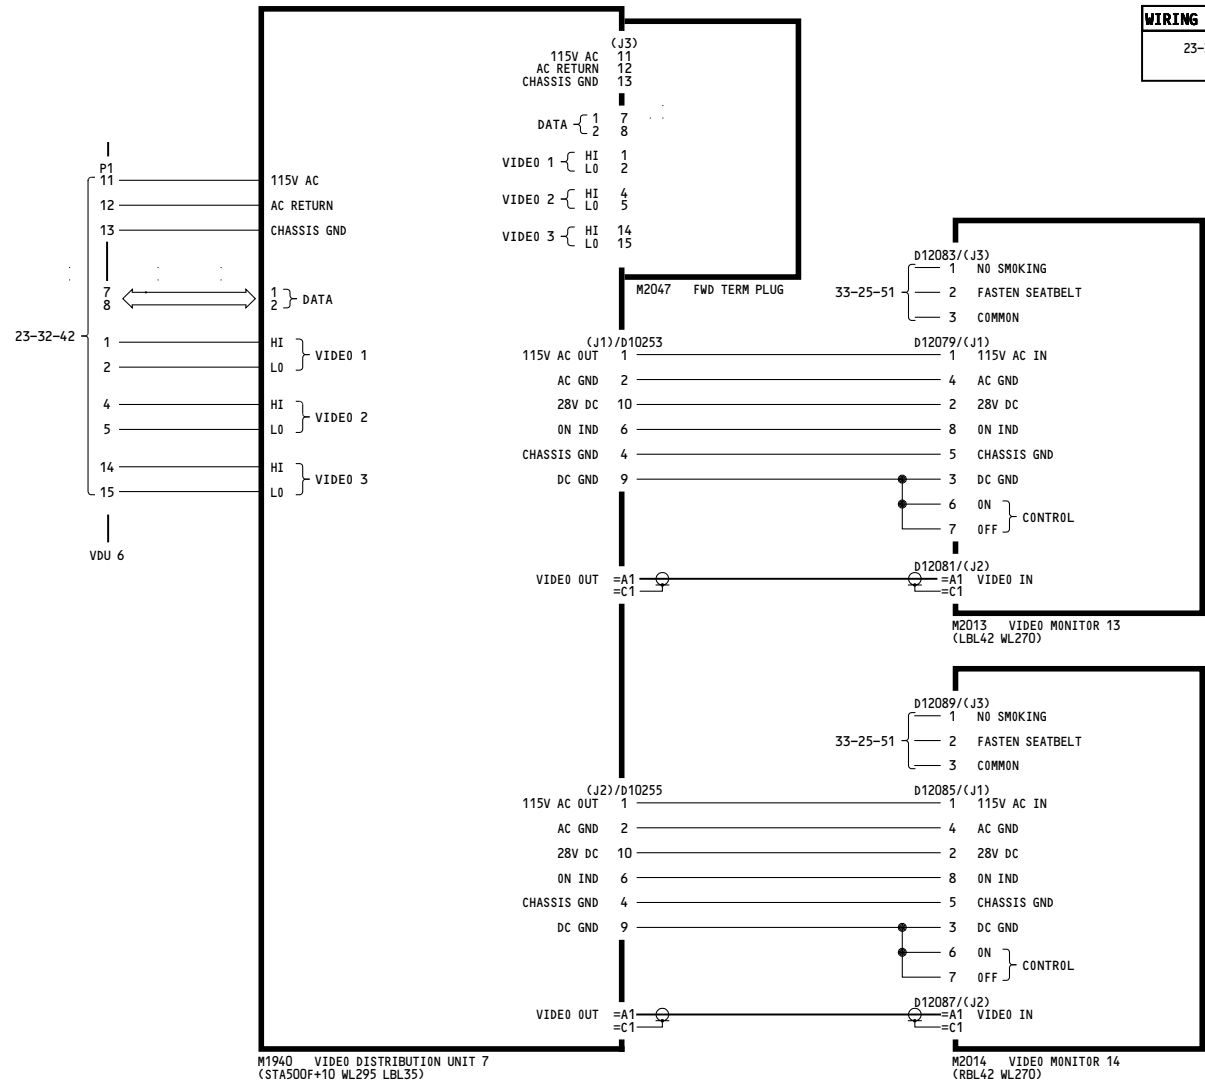 WIRING
23-
(J3)
115V AC 11
AC RETURN 12
CHASSIS GND 13
DATA 1 7
2 8
VIDEO 1 HI 1
LO 2
VIDEO 2 HI 4
LO 5
VIDEO 3 HI 14
LO 15
M2047 FWD TERM PLUG
P1
11 115V AC
12 AC RETURN
13 CHASSIS GND
7 1 DATA
8 2
23-32-42
1 HI VIDEO 1
2 LO
4 HI VIDEO 2
5 LO
14 HI VIDEO 3
15 LO
VDU 6
D12083/(J3)
33-25-51
1 NO SMOKING
2 FASTEN SEATBELT
3 COMMON
(J1)/D10253 D12079/(J1)
115V AC OUT 1 1 115V AC IN
AC GND 2 4 AC GND
28V DC 10 2 28V DC
ON IND 6 8 ON IND
CHASSIS GND 4 5 CHASSIS GND
DC GND 9 3 DC GND
6 ON CONTROL
7 OFF
D12081/(J2)
VIDEO OUT =A1 =A1 VIDEO IN
=C1 =C1
M2013 VIDEO MONITOR 13
(LBL42 WL270)
D12089/(J3)
33-25-51
1 NO SMOKING
2 FASTEN SEATBELT
3 COMMON
(J2)/D10255 D12085/(J1)
115V AC OUT 1 1 115V AC IN
AC GND 2 4 AC GND
28V DC 10 2 28V DC
ON IND 6 8 ON IND
CHASSIS GND 4 5 CHASSIS GND
DC GND 9 3 DC GND
6 ON CONTROL
7 OFF
D12087/(J2)
VIDEO OUT =A1 =A1 VIDEO IN
=C1 =C1
M1940 VIDEO DISTRIBUTION UNIT 7
(STA500F+10 WL295 LBL35)
M2014 VIDEO MONITOR 14
(RBL42 WL270)